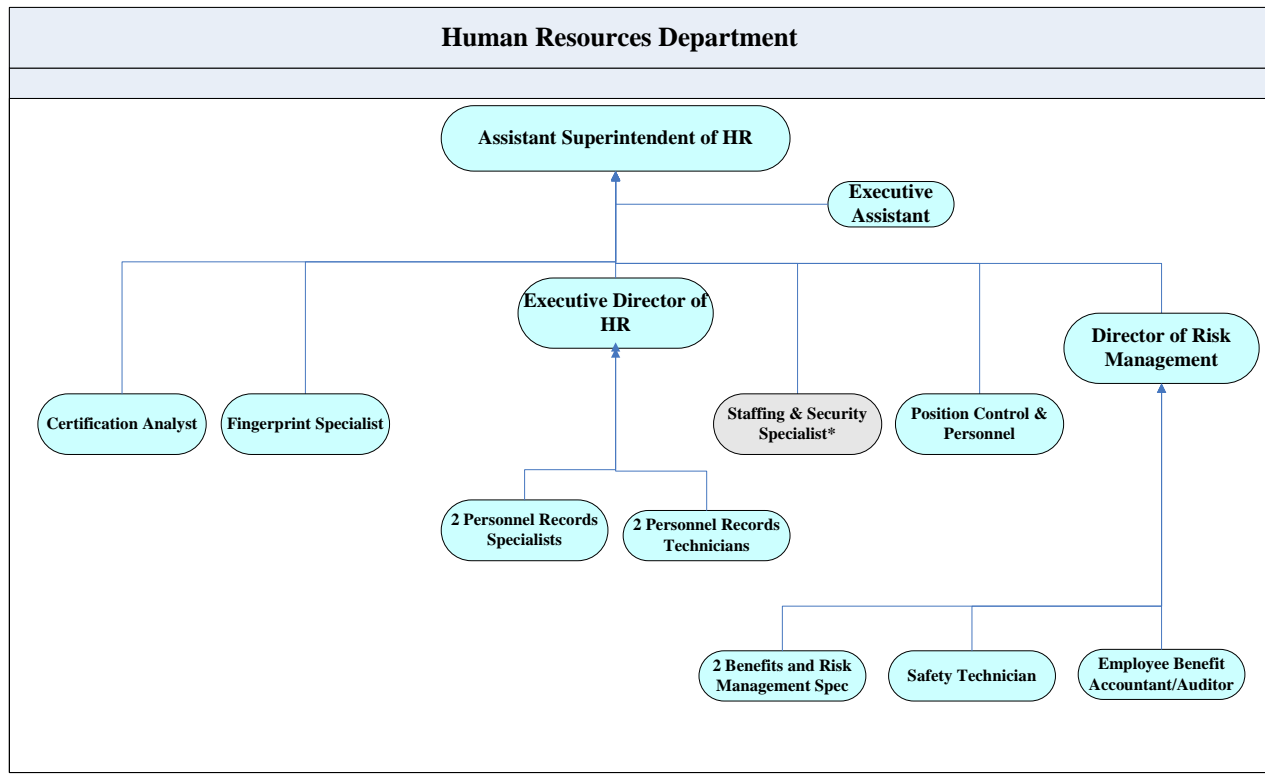 Human Resources Department
Assistant Superintendent of HR
Executive
Assistant
Executive Director of
HR
Director of Risk
Management
Certification Analyst
Fingerprint Specialist
Staffing & Security
Specialist*
Position Control &
Personnel
2 Personnel Records
Specialists
2 Personnel Records
Technicians
2 Benefits and Risk
Management Spec
Safety Technician
Employee Benefit
Accountant/Auditor